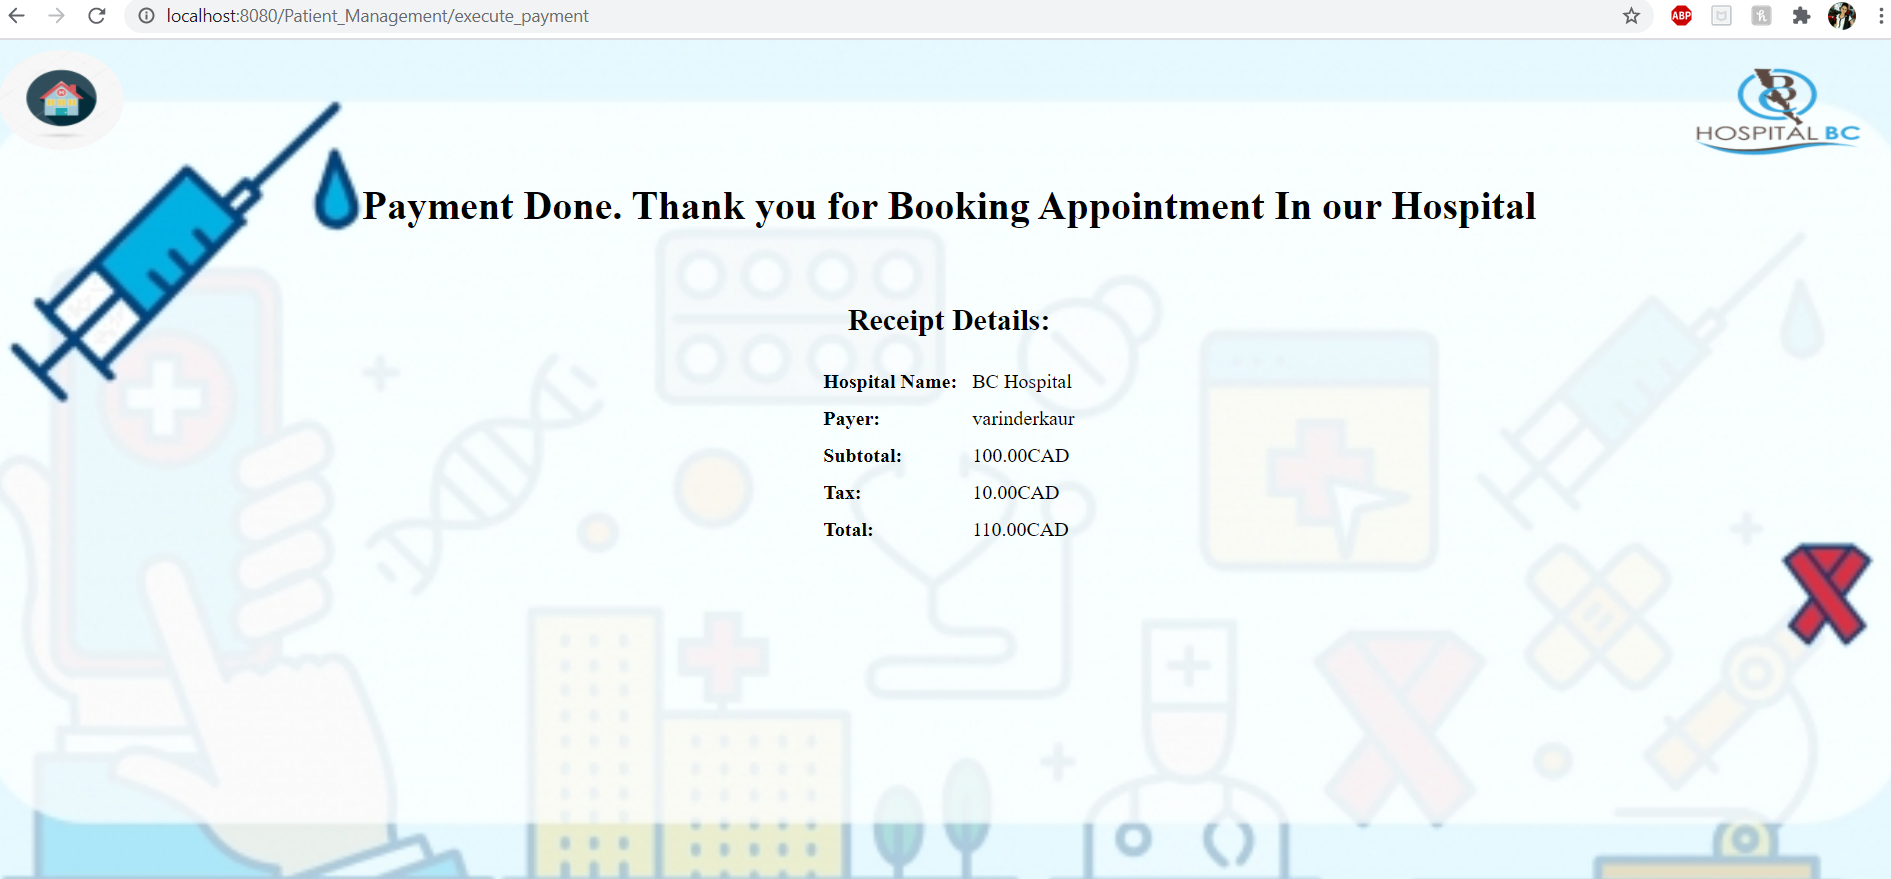 localhost:8080/Patient_Management/execute_payment
ABP
HOSPITAL BC
Payment Done. Thank you for Booking Appointment In our Hospital
Receipt Details:
Hospital Name: BC Hospital
Payer: varinderkaur
Subtotal: 100.00CAD
Tax: 10.00CAD
Total: 110.00CAD